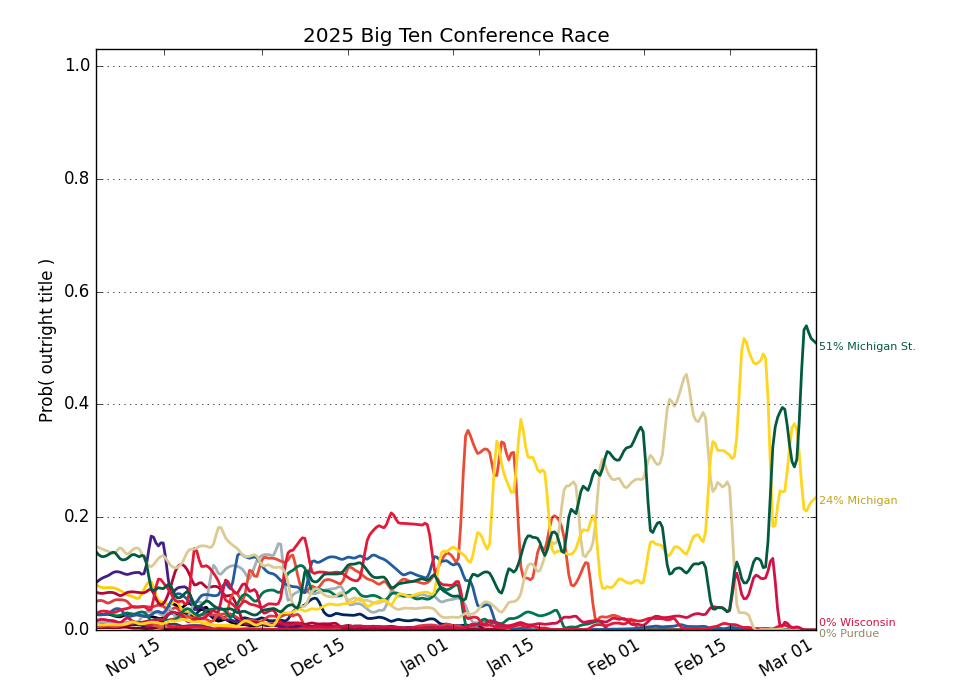 2025 Big Ten Conference Race
Prob( outright title )
1.0
0.8
0.6
0.4
0.2
0.0
51% Michigan St.
24% Michigan
0% Wisconsin
0% Purdue
Nov 15
Dec 01
Dec 15
Jan 01
Jan 15
Feb 01
Feb 15
Mar 01